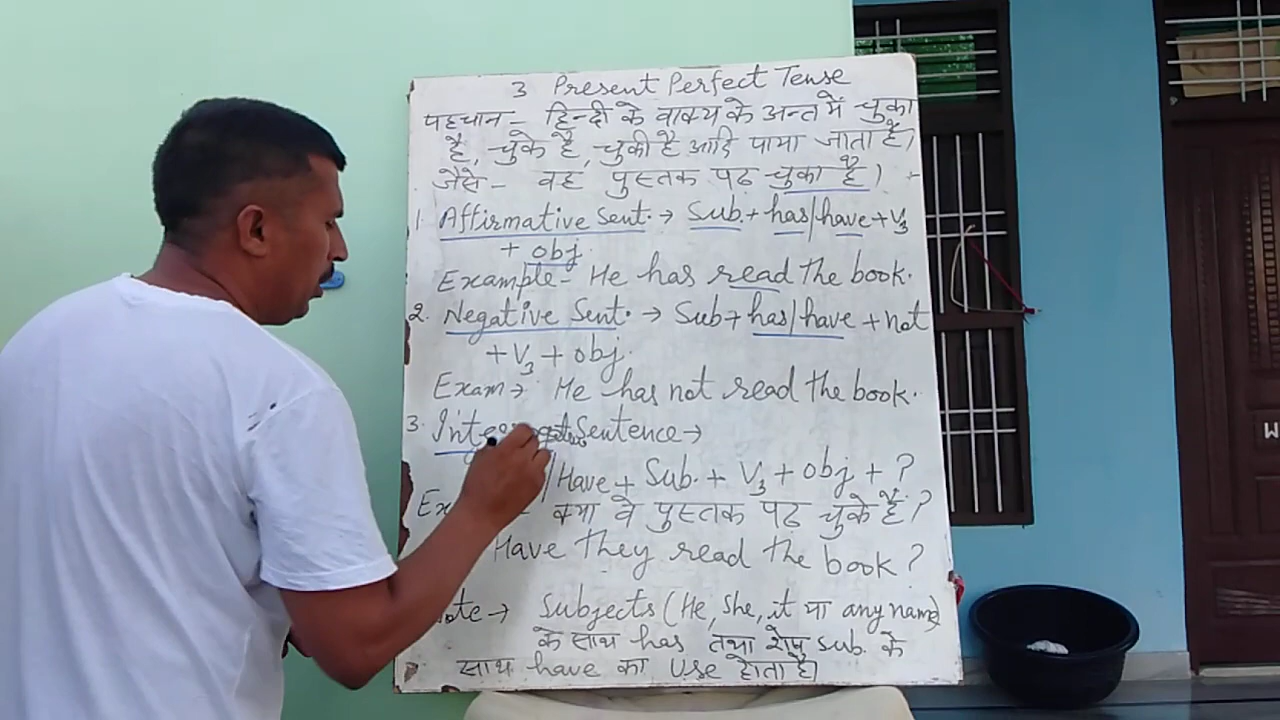 3 Present Perfect Tense
पहचान - हिन्दी के वाक्य के अन्त में चुका
है, चुके है, चुकी है आदि पाया जाता है।
जैसे - वह पुस्तक पढ़ चुका है।
1. Affirmative Sent. → Sub. + has/have + V3
+ obj.
Example - He has read the book.
2. Negative Sent. → Sub + has/have + not
+ V3 + obj.
Exam → He has not read the book.
3. Sentence →
/Have + Sub. + V3 + obj + ?
क्या वे पुस्तक पढ़ चुके हैं?
Have they read the book?
→ Subjects (He, She, it या any name)
के साथ has तथा शेष sub. के
साथ have का use होता है।
W